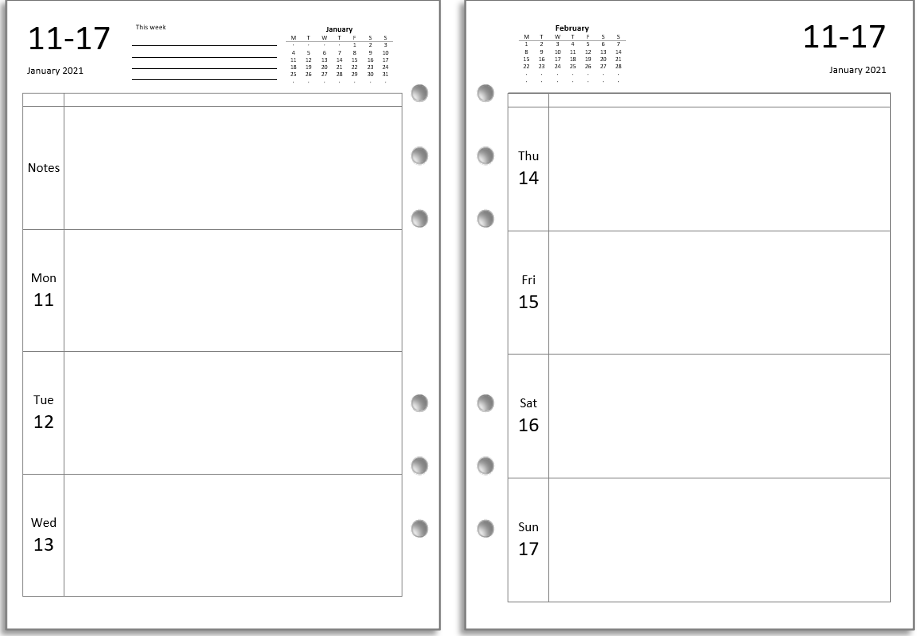 11-17
January 2021
This week
January
M T W T F S S
. . . . 1 2 3
4 5 6 7 8 9 10
11 12 13 14 15 16 17
18 19 20 21 22 23 24
25 26 27 28 29 30 31
. . . . . . .
Notes
Mon
11
Tue
12
Wed
13
February
M T W T F S S
1 2 3 4 5 6 7
8 9 10 11 12 13 14
15 16 17 18 19 20 21
22 23 24 25 26 27 28
. . . . . . .
. . . . . . .
11-17
January 2021
Thu
14
Fri
15
Sat
16
Sun
17